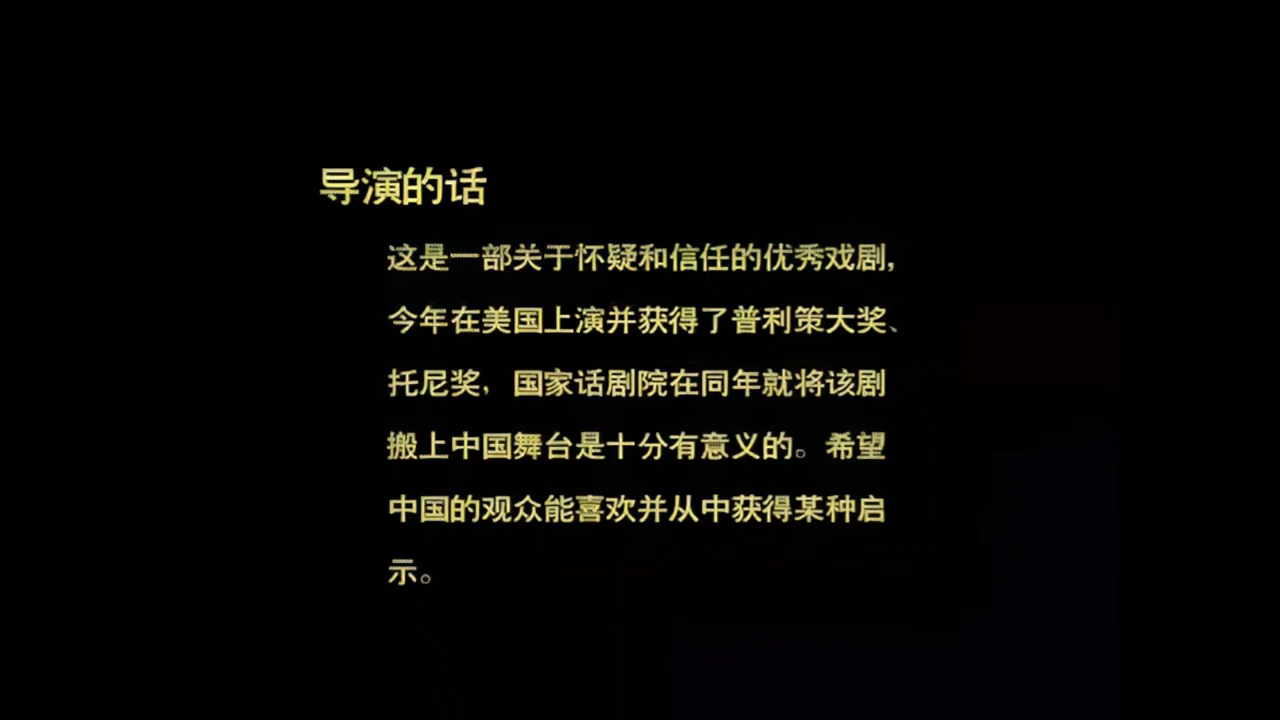 导演的话
这是一部关于怀疑和信任的优秀戏剧，
今年在美国上演并获得了普利策大奖、
托尼奖，国家话剧院在同年就将该剧
搬上中国舞台是十分有意义的。希望
中国的观众能喜欢并从中获得某种启
示。